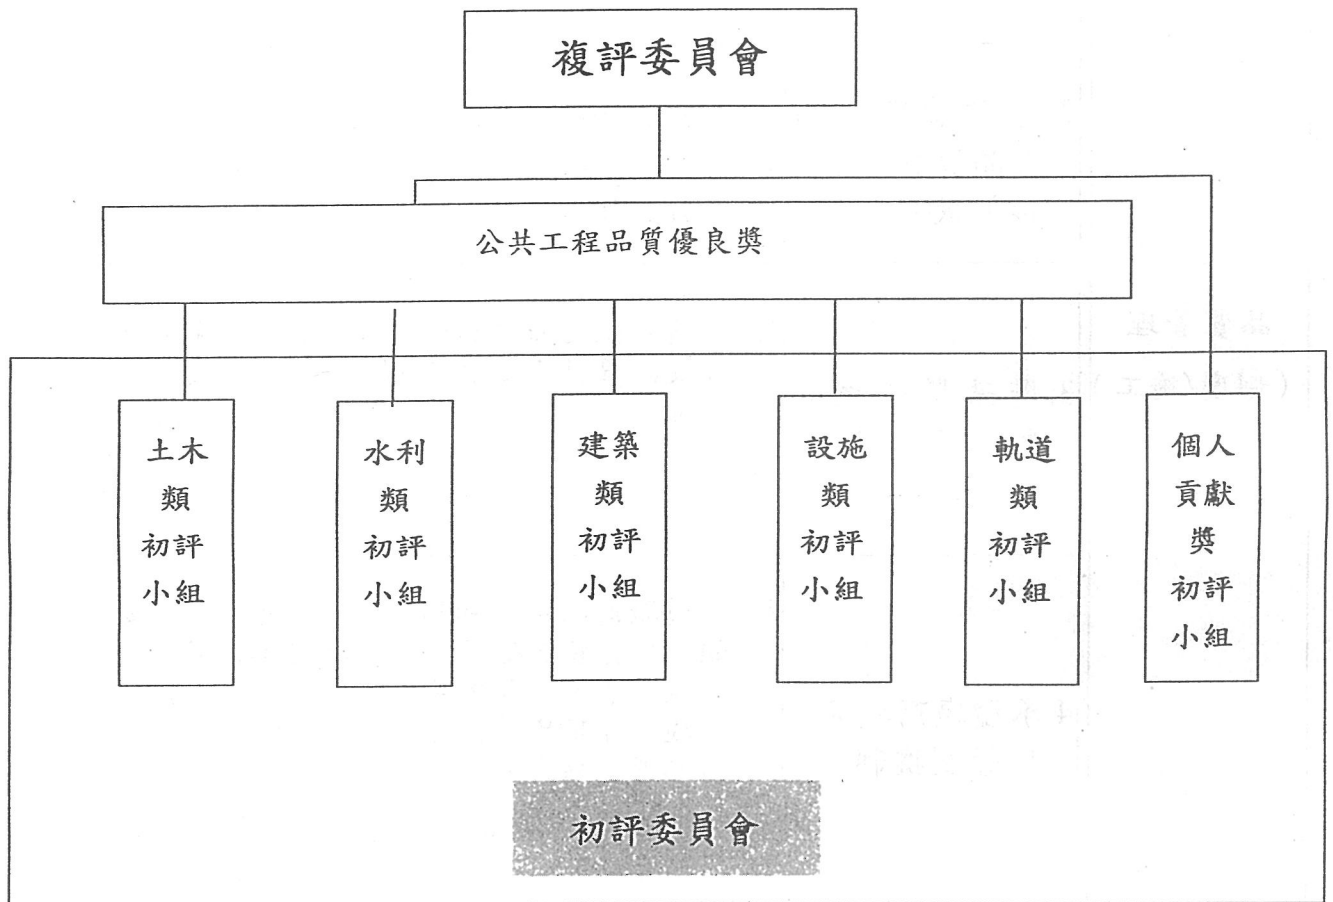 複評委員會
公共工程品質優良獎
土木
類
初評
小組
水利
類
初評
小組
建築
類
初評
小組
設施
類
初評
小組
軌道
類
初評
小組
個人
貢獻
獎
初評
小組
初評委員會